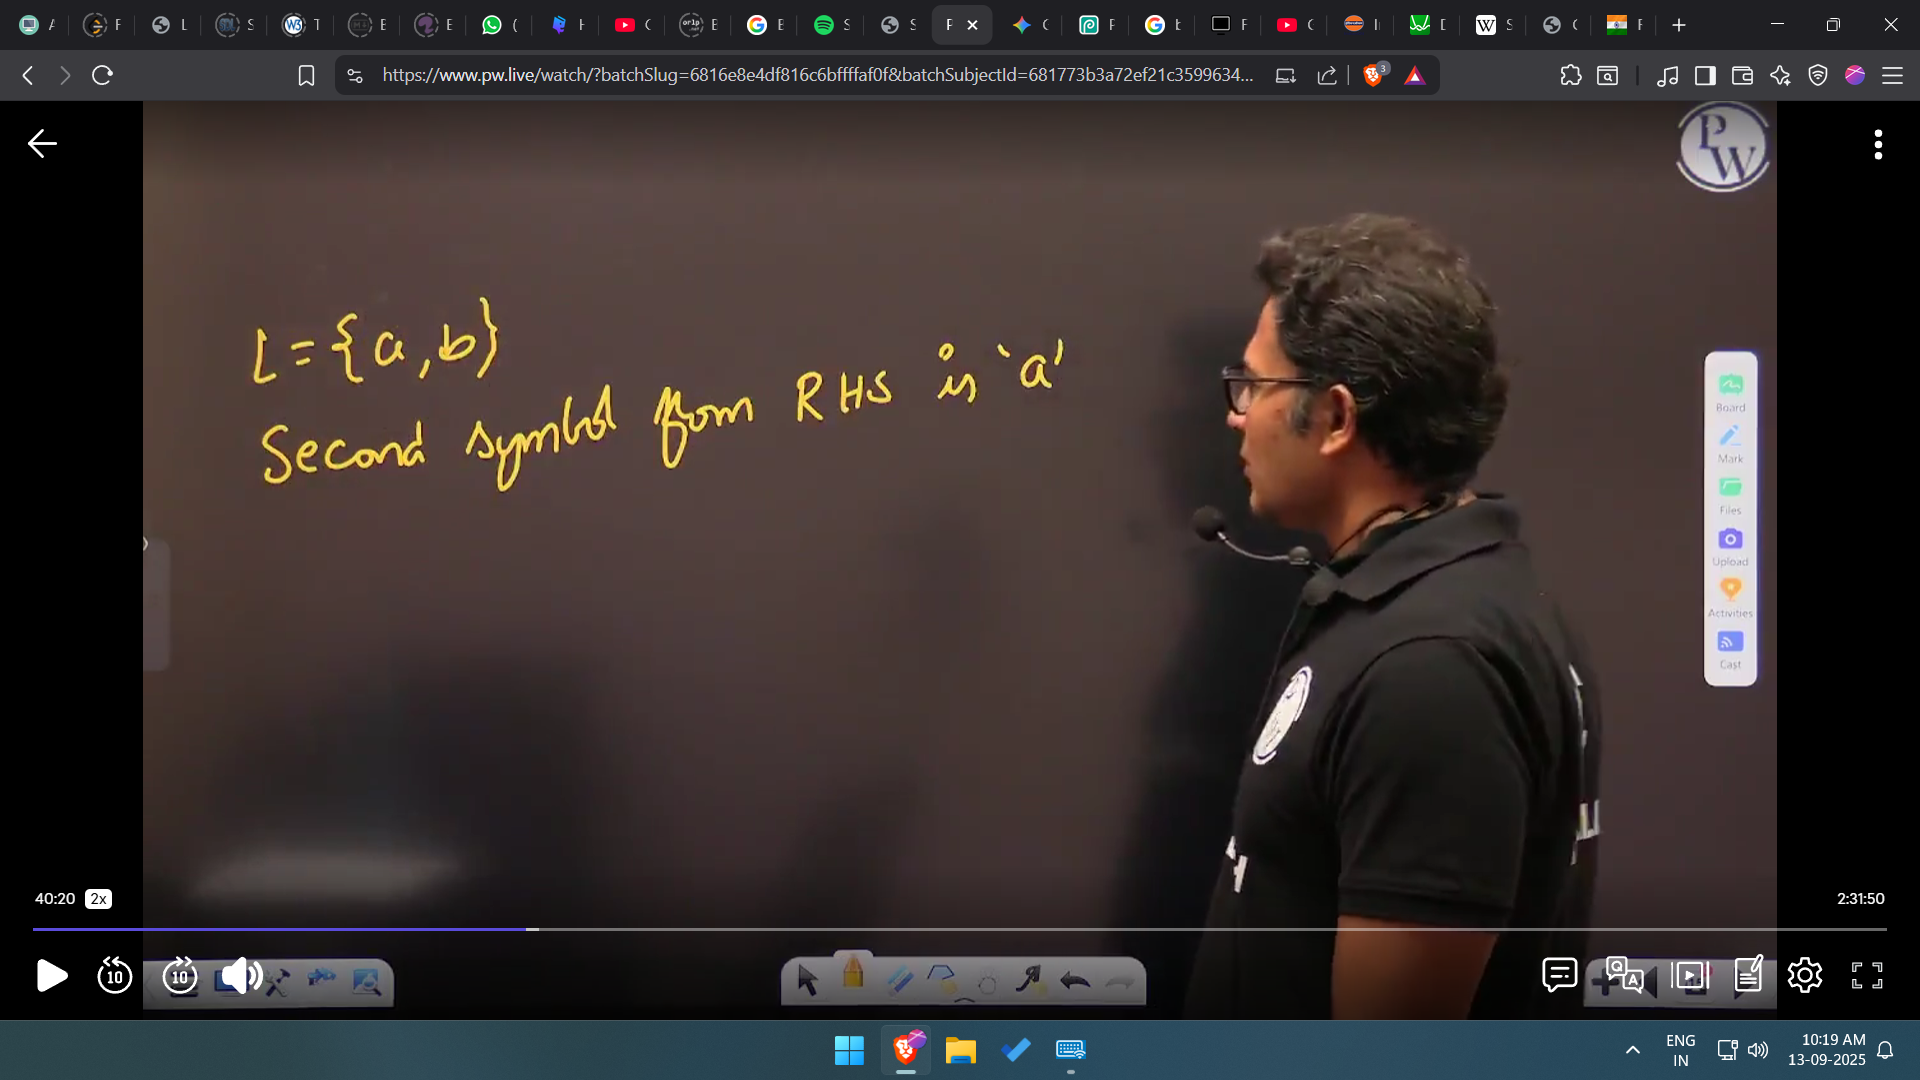 https://www.pw.live/watch/?batchSlug=6816e8e4df816c6bffffaf0f&batchSubjectId=681773b3a72ef21c3599634...
3
PW
L = {a, b}
Second symbol from RHS is 'a'
Board
Mark
Files
Upload
Activities
Cast
40:20 2x
2:31:50
10
10
ENG
IN
10:19 AM
13-09-2025